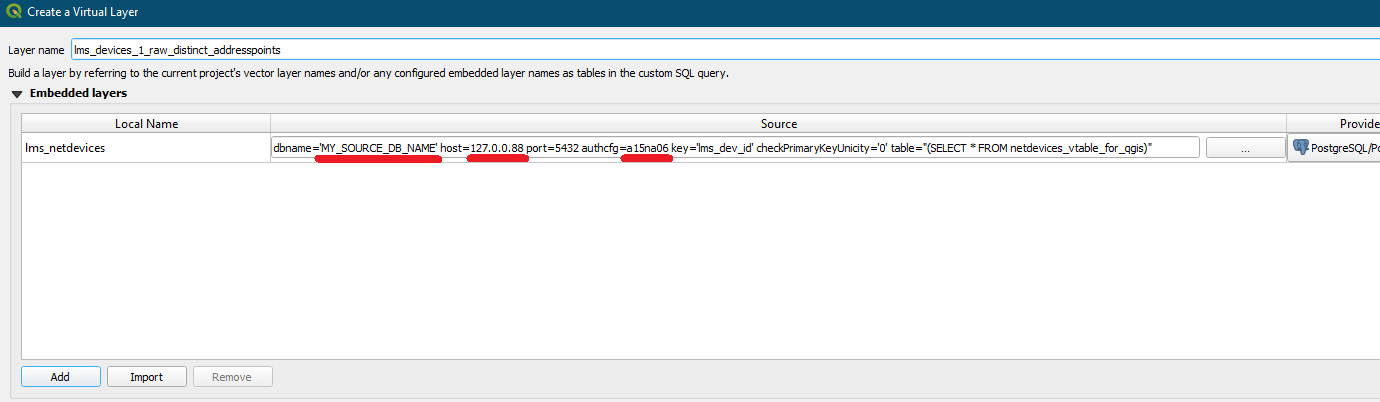 Create a Virtual Layer
Layer name lms_devices_1_raw_distinct_addresspoints
Build a layer by referring to the current project's vector layer names and/or any configured embedded layer names as tables in the custom SQL query.
Embedded layers
Local Name Source Provide
lms_netdevices dbname='MY_SOURCE_DB_NAME' host=127.0.0.88 port=5432 authcfg=a15na06 key='lms_dev_id' checkPrimaryKeyUnicity='0' table="(SELECT * FROM netdevices_vtable_for_qgis)" ... PostgreSQL/Po
Add Import Remove